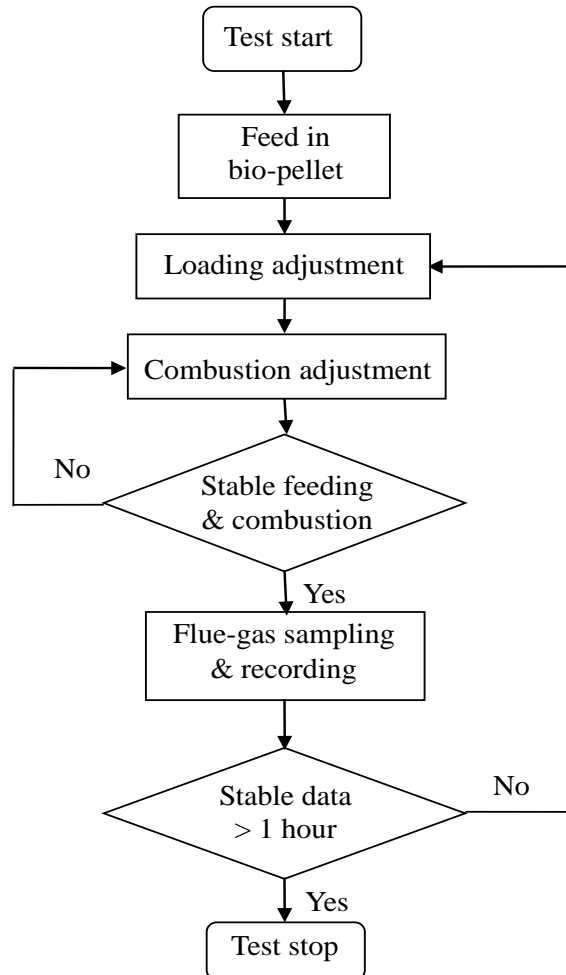 Test start
Feed in
bio-pellet
Loading adjustment
Combustion adjustment
No
Stable feeding
& combustion
Yes
Flue-gas sampling
& recording
Stable data
> 1 hour
No
Yes
Test stop